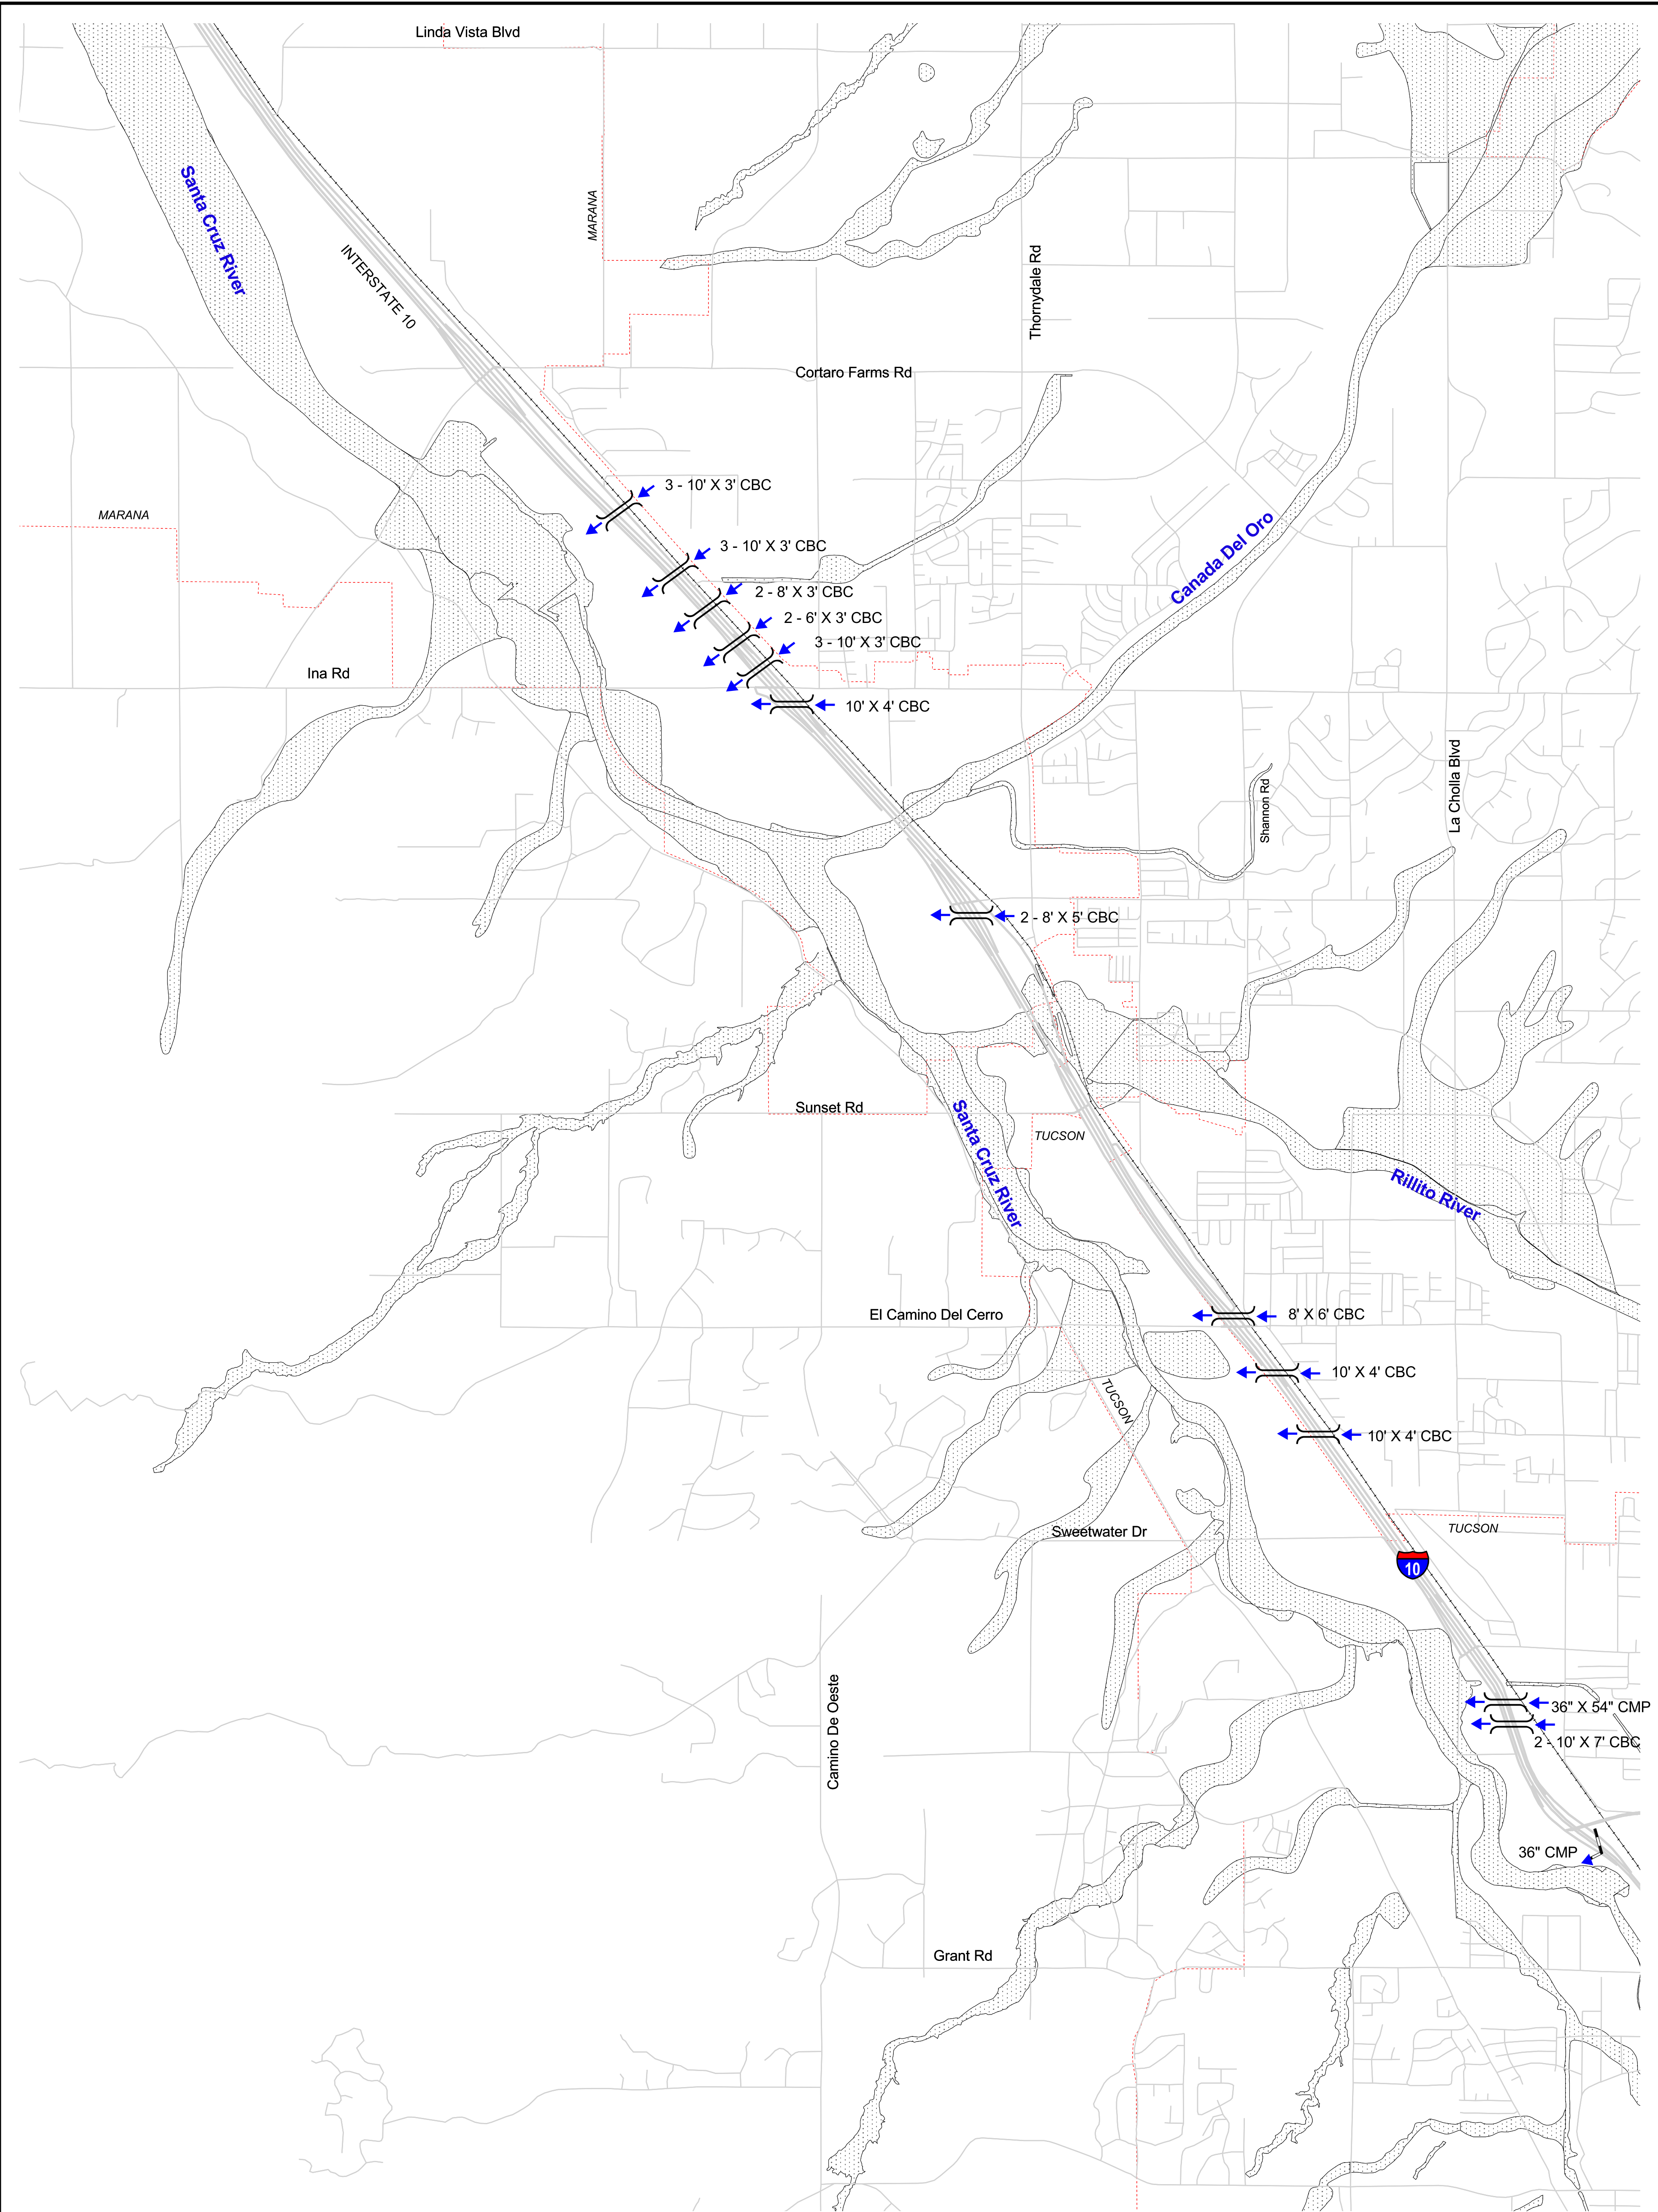 Linda Vista Blvd
Santa Cruz River
MARANA
INTERSTATE 10
Thornydale Rd
Cortaro Farms Rd
3 - 10' X 3' CBC
MARANA
Canada Del Oro
3 - 10' X 3' CBC
2 - 8' X 3' CBC
2 - 6' X 3' CBC
3 - 10' X 3' CBC
Ina Rd
10' X 4' CBC
La Cholla Blvd
Shannon Rd
2 - 8' X 5' CBC
Sunset Rd
Santa Cruz River
TUCSON
Rillito River
El Camino Del Cerro
8' X 6' CBC
10' X 4' CBC
TUCSON
10' X 4' CBC
Sweetwater Dr
TUCSON
10
Camino De Oeste
36" X 54" CMP
2 - 10' X 7' CBC
36" CMP
Grant Rd